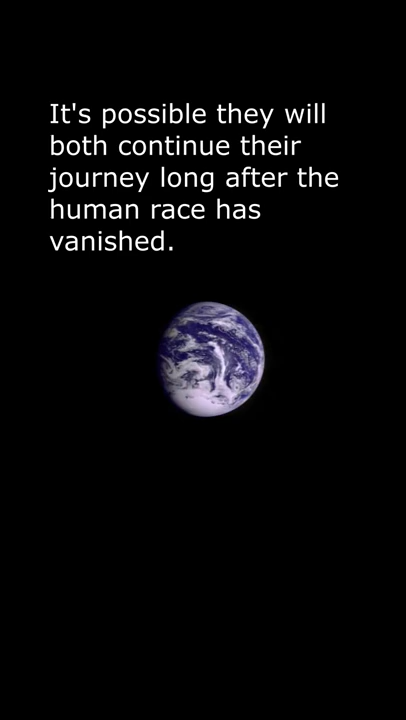 It's possible they will
both continue their
journey long after the
human race has
vanished.